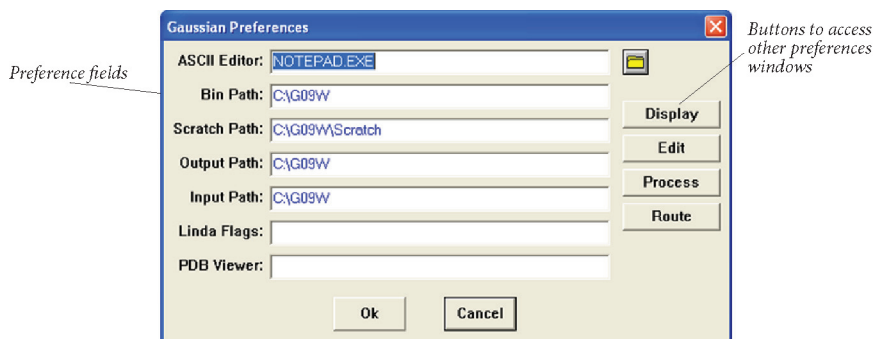 Gaussian Preferences
Buttons to access
other preferences
windows
Preference fields
ASCII Editor: NOTEPAD.EXE
Bin Path: C:\G09W
Scratch Path: C:\G09W\Scratch
Output Path: C:\G09W
Input Path: C:\G09W
Linda Flags:
PDB Viewer:
Display
Edit
Process
Route
Ok
Cancel